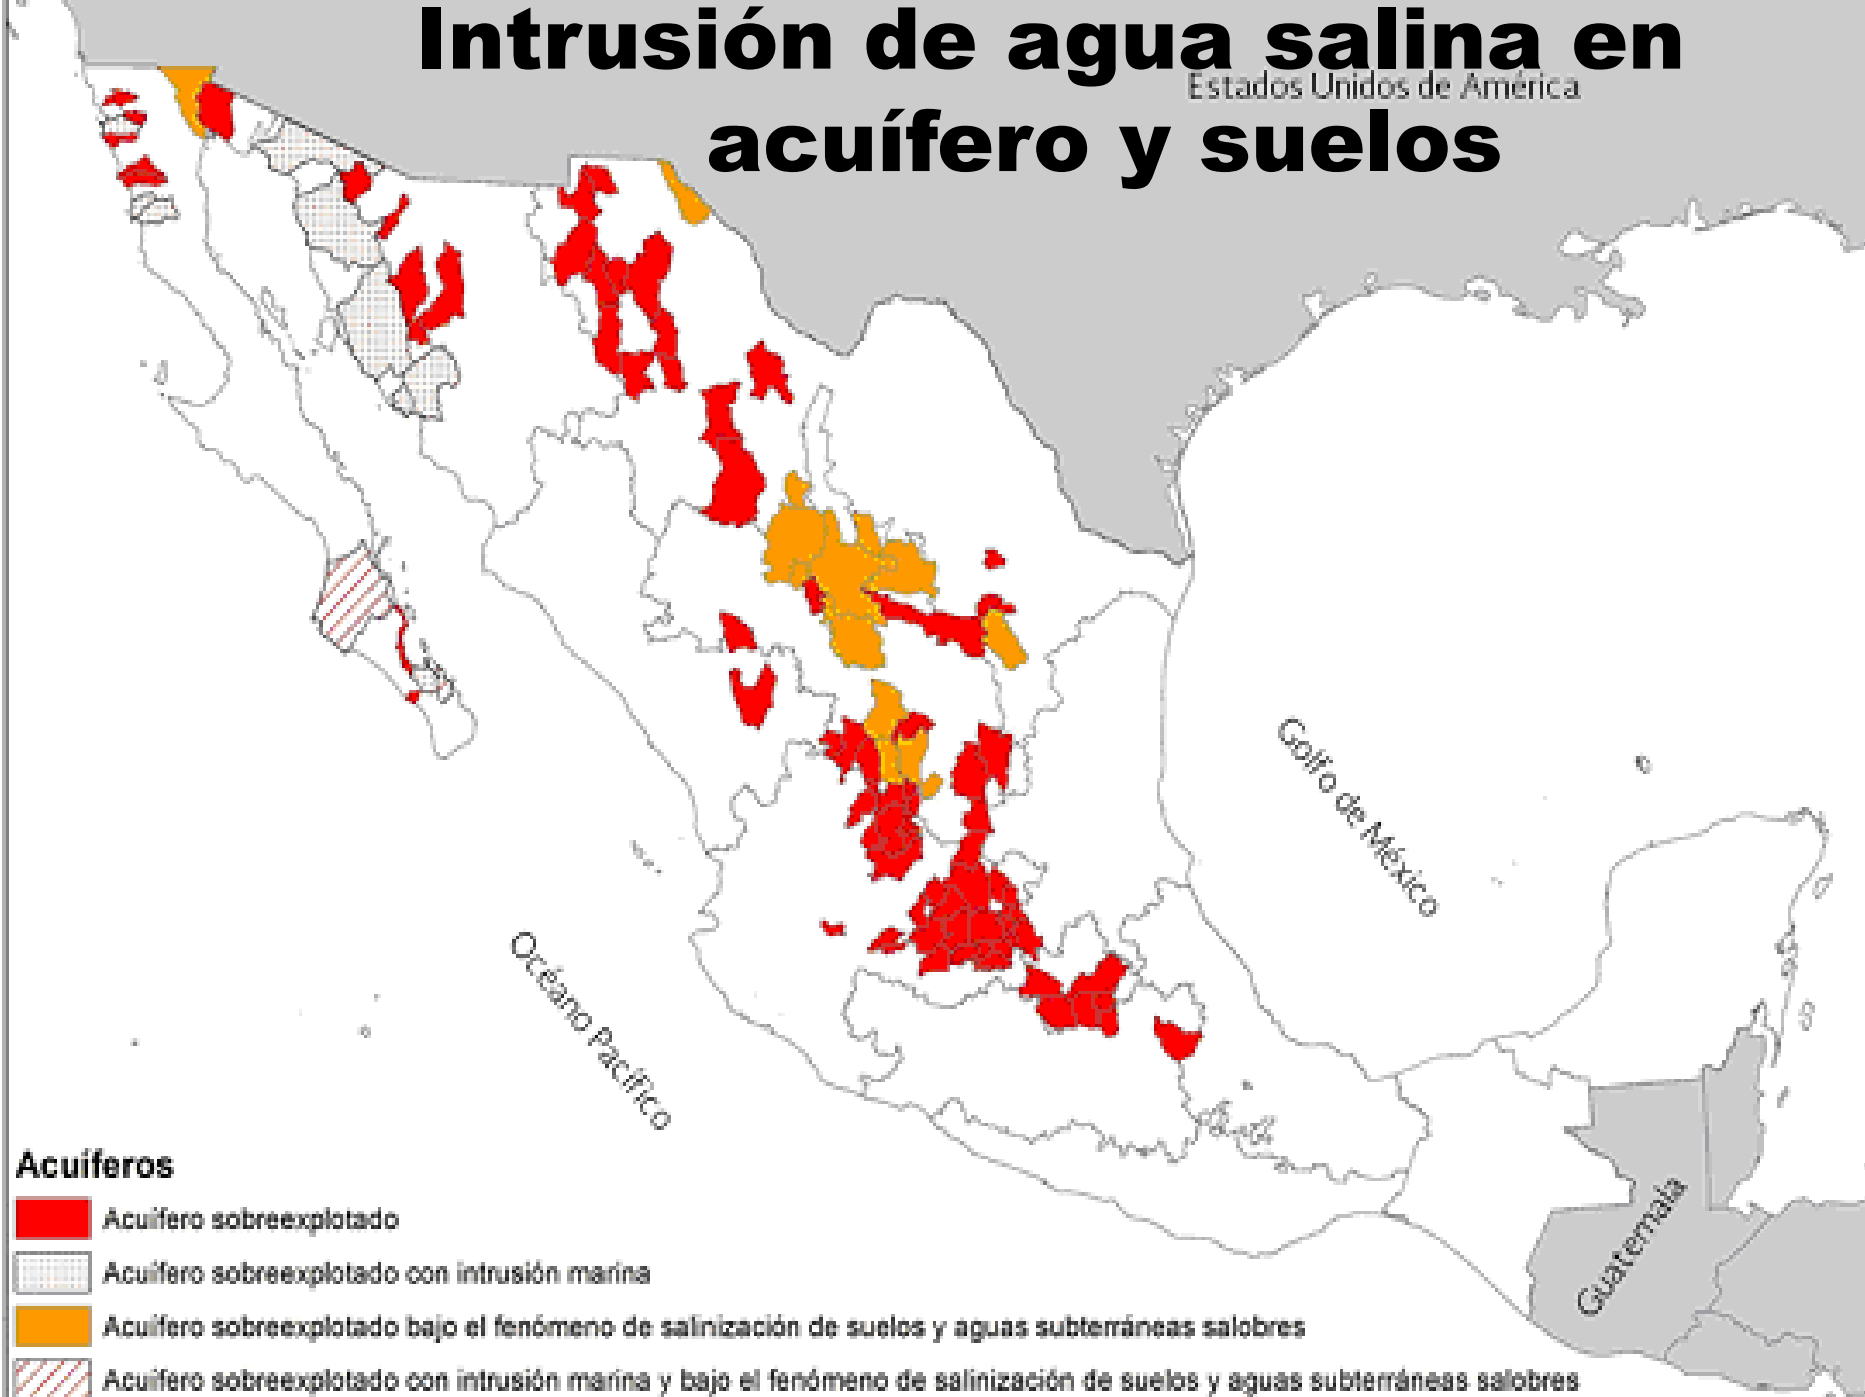 Intrusión de agua salina en
acuífero y suelos
Estados Unidos de América
Golfo de México
Océano Pacífico
Guatemala
Acuíferos
Acuífero sobreexplotado
Acuífero sobreexplotado con intrusión marina
Acuífero sobreexplotado bajo el fenómeno de salinización de suelos y aguas subterráneas salobres
Acuífero sobreexplotado con intrusión marina y bajo el fenómeno de salinización de suelos y aguas subterráneas salobres